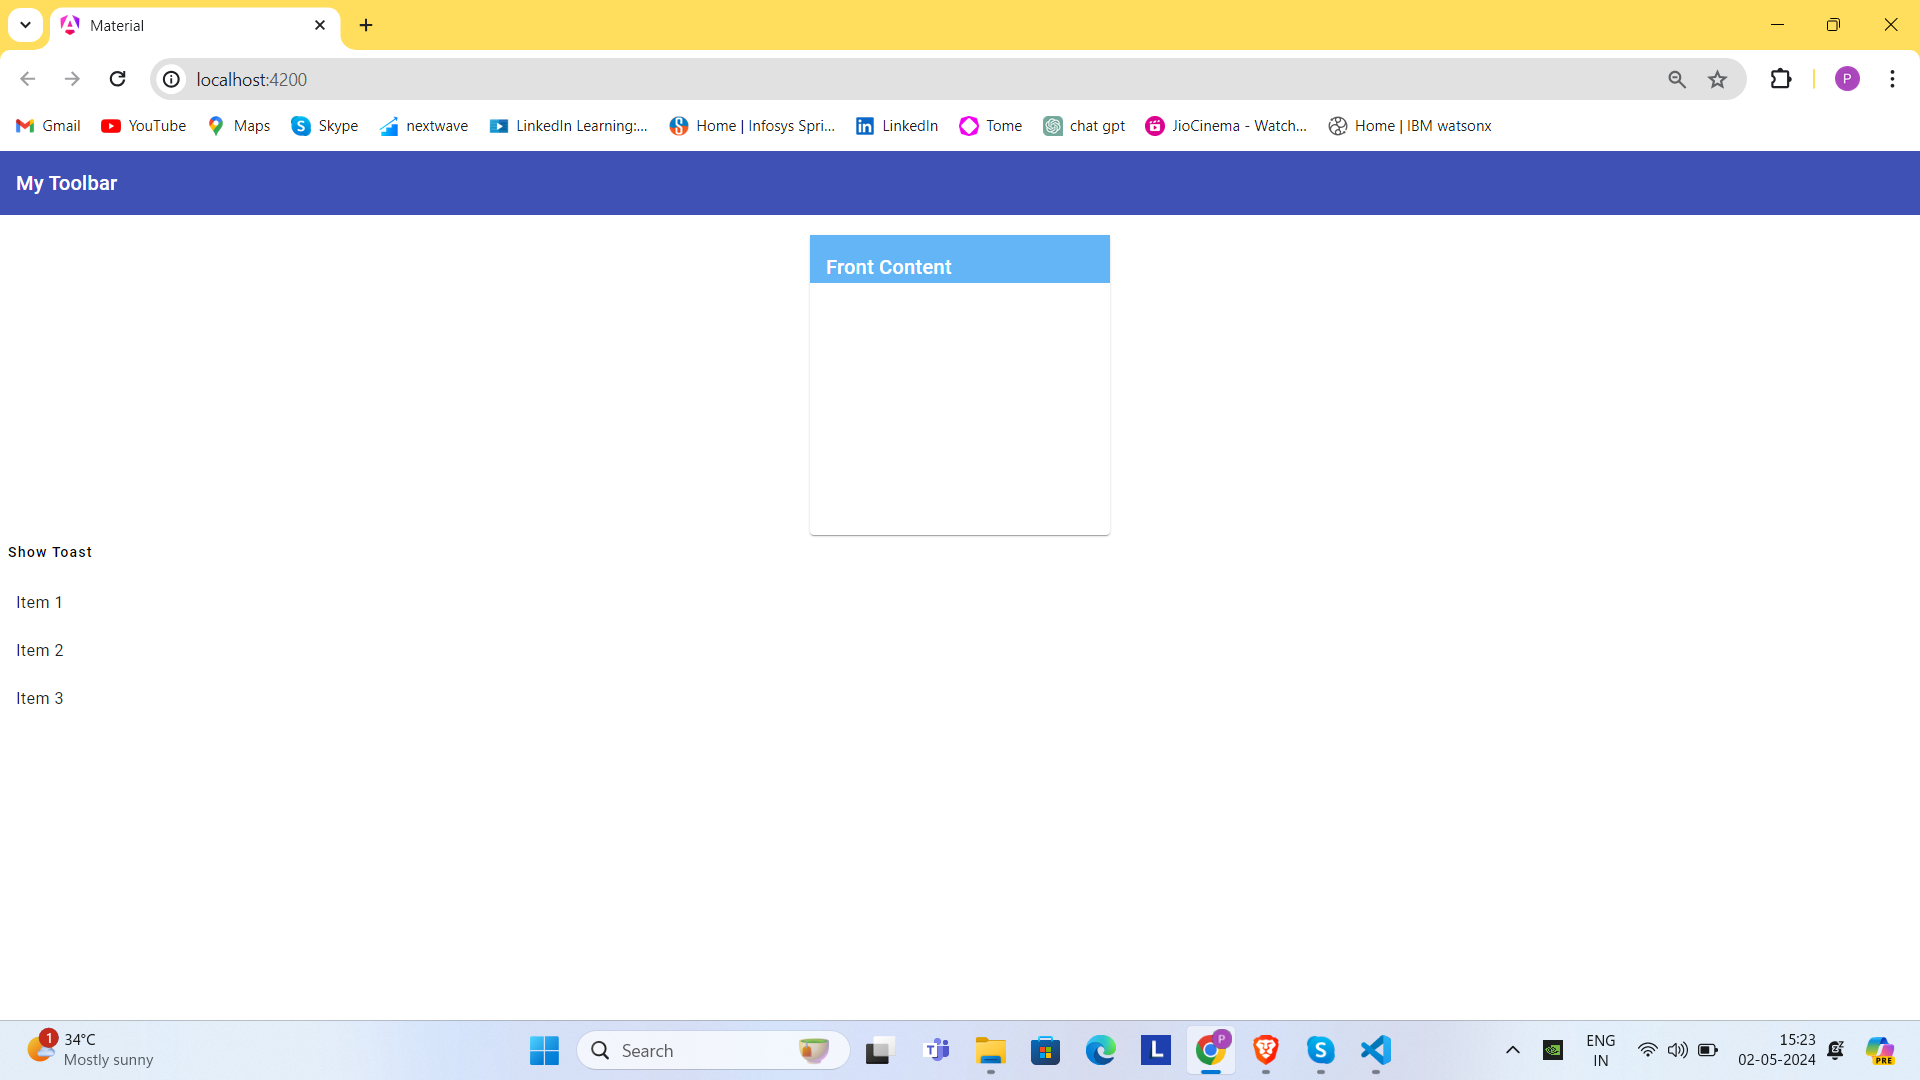 Material
localhost:4200
P
Gmail YouTube Maps Skype nextwave LinkedIn Learning:... Home | Infosys Spri... LinkedIn Tome chat gpt JioCinema - Watch... Home | IBM watsonx
My Toolbar
Front Content
Show Toast
Item 1
Item 2
Item 3
1 34°C
Mostly sunny
Search
T
L
P
S
ENG
IN
15:23
02-05-2024
PRE